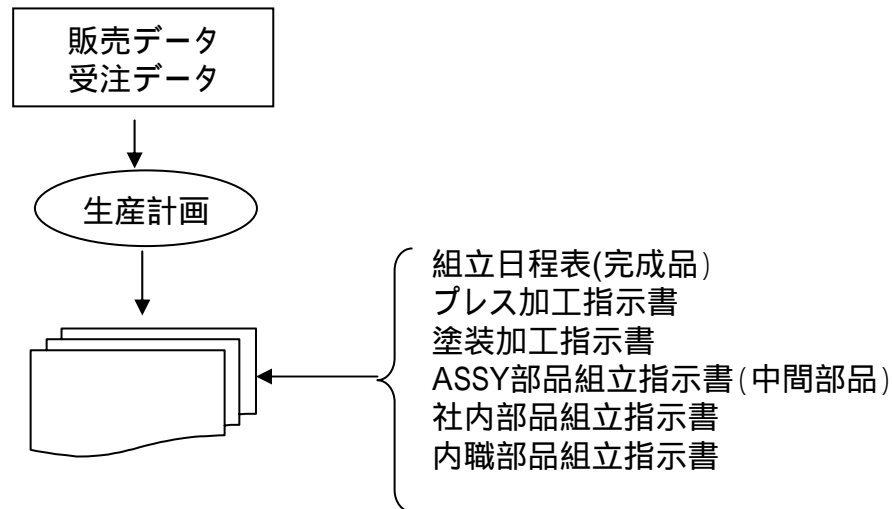 販売データ
受注データ
生産計画
組立日程表(完成品)
プレス加工指示書
塗装加工指示書
ASSY部品組立指示書(中間部品)
社内部品組立指示書
内職部品組立指示書